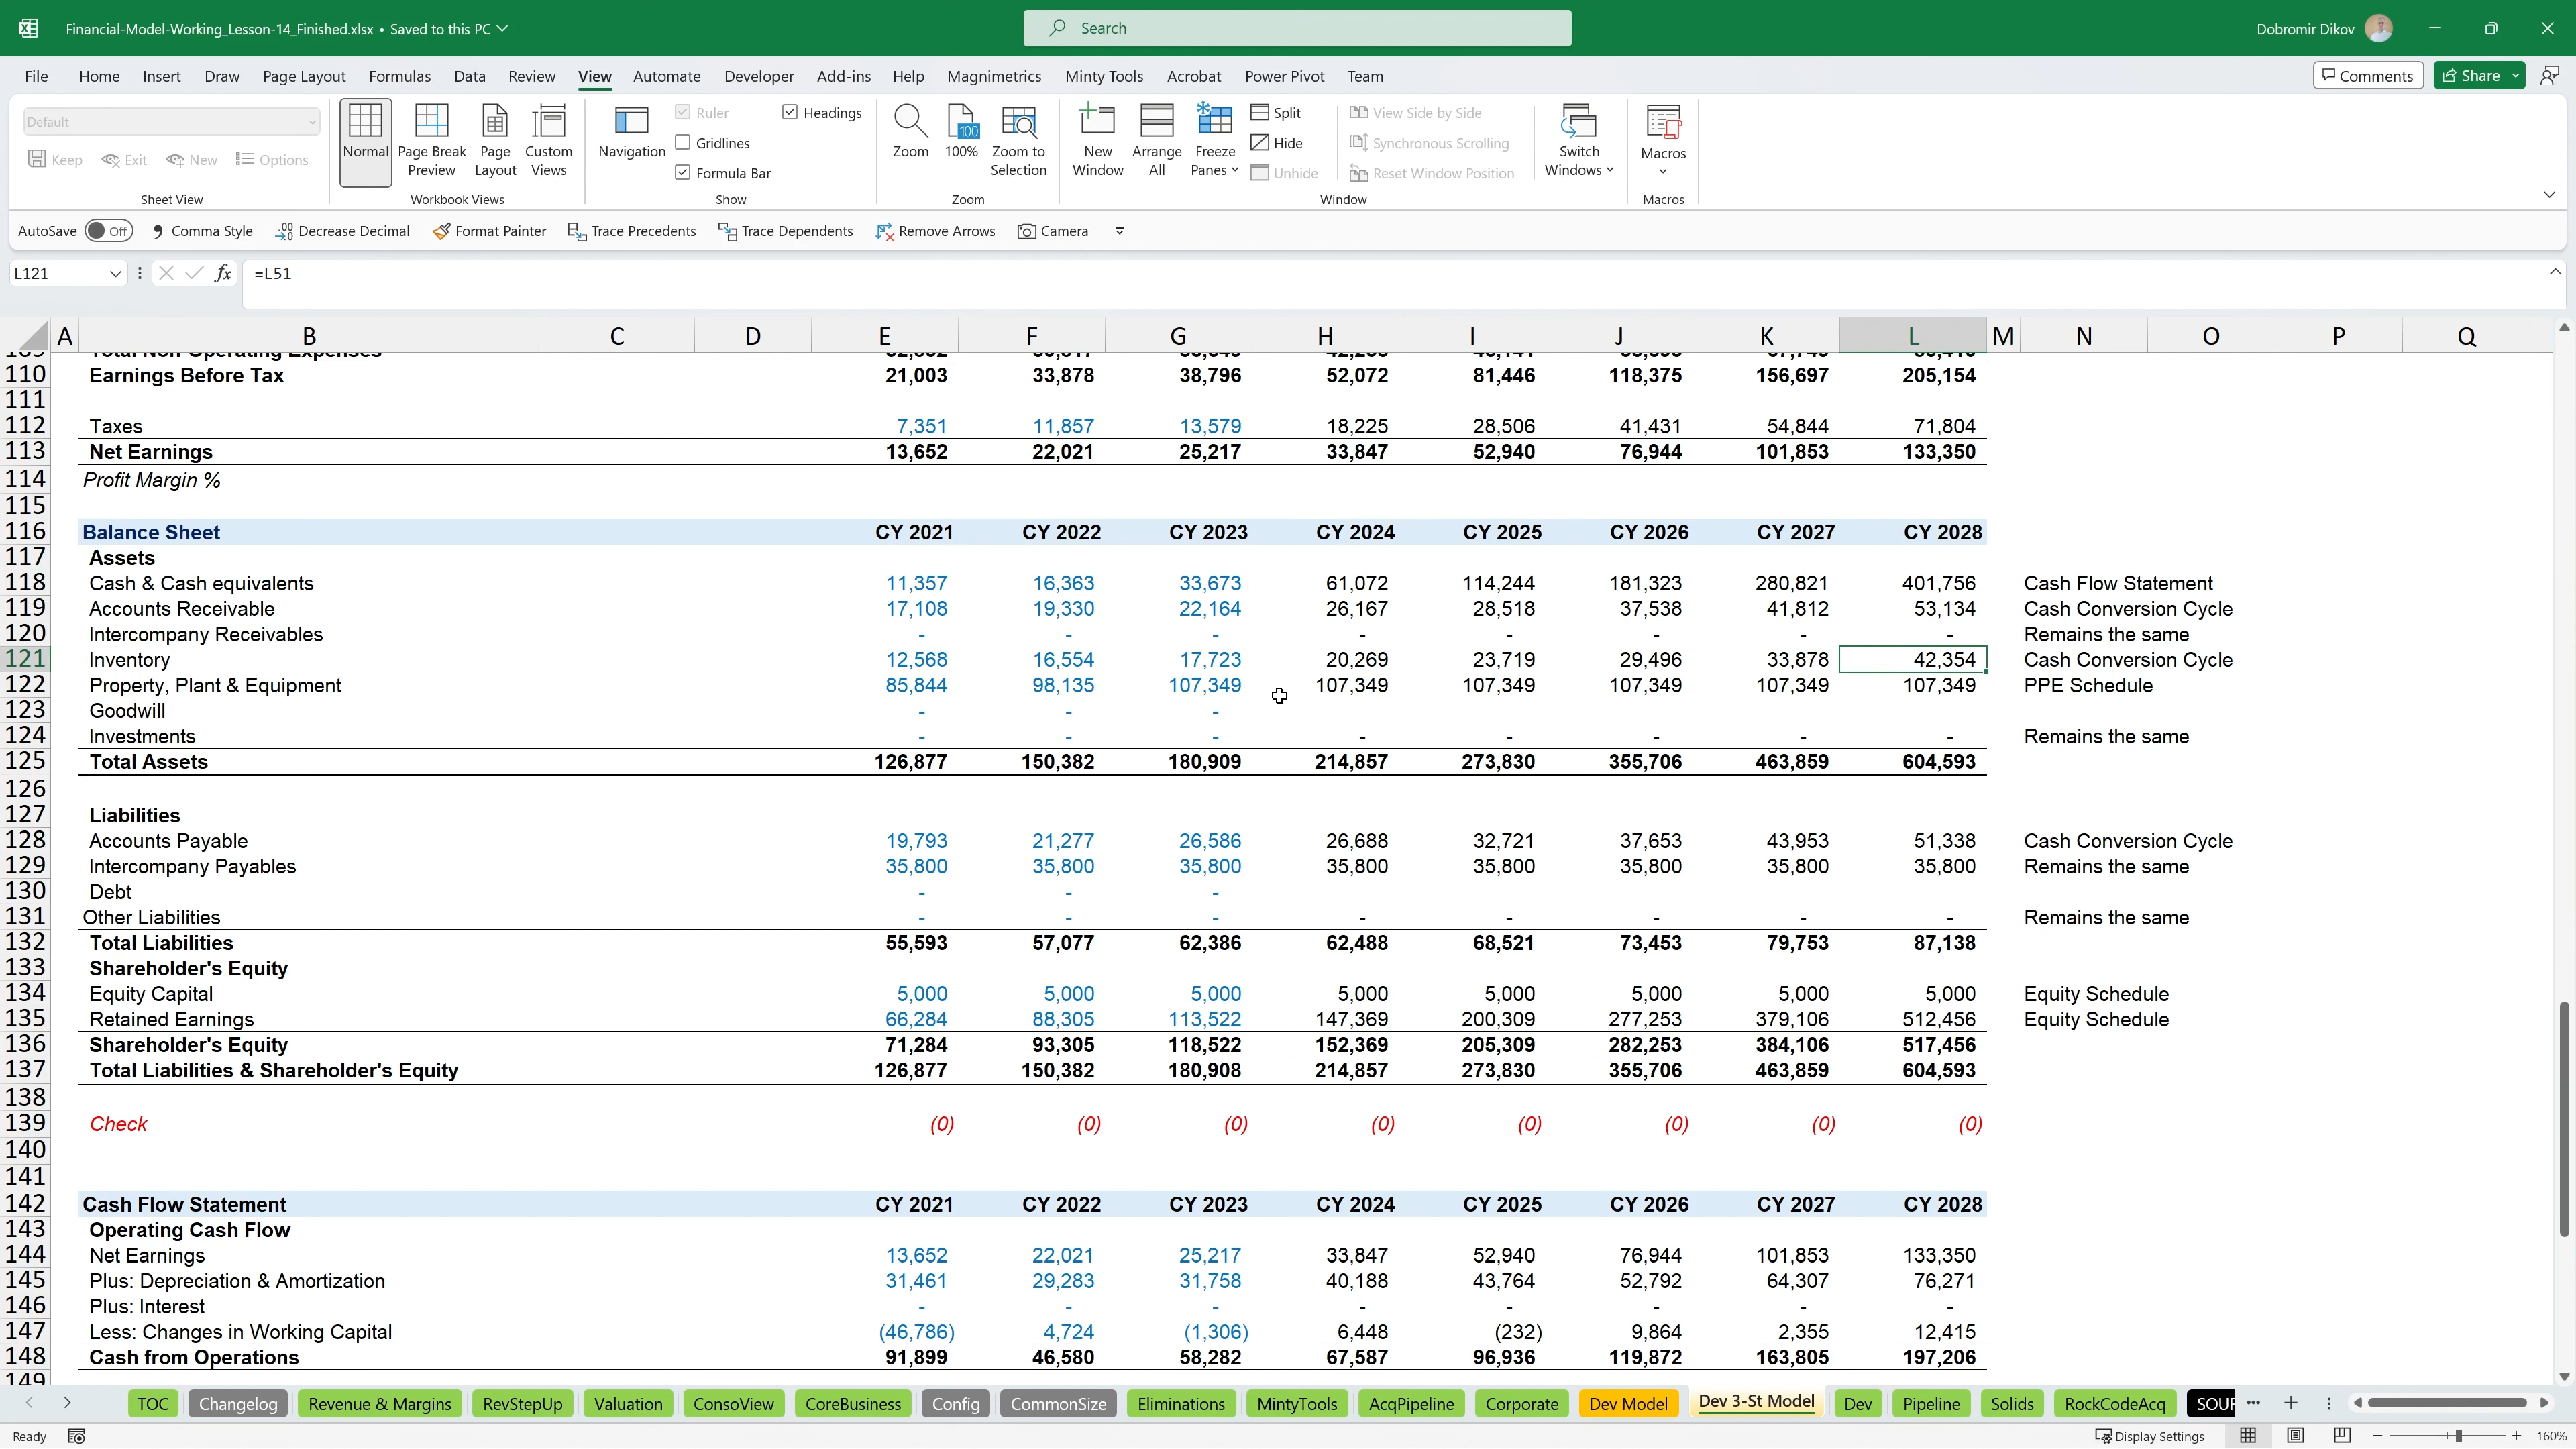 Financial-Model-Working_Lesson-14_Finished.xlsx • Saved to this PC
Search
Dobromir Dikov
File Home Insert Draw Page Layout Formulas Data Review View Automate Developer Add-ins Help Magnimetrics Minty Tools Acrobat Power Pivot Team
Comments Share
Default
Keep Exit New Options
Sheet View
Normal Page Break Preview Page Layout Custom Views
Workbook Views
Navigation Ruler Gridlines Formula Bar Headings
Show
Zoom 100 100% Zoom to Selection
Zoom
New Window Arrange All Freeze Panes Split Hide Unhide
View Side by Side Synchronous Scrolling Reset Window Position Switch Windows
Window
Macros
Macros
AutoSave Off Comma Style Decrease Decimal Format Painter Trace Precedents Trace Dependents Remove Arrows Camera
L121 fx =L51
A B C D E F G H I J K L M N O P Q
110 Earnings Before Tax 21,003 33,878 38,796 52,072 81,446 118,375 156,697 205,154
111
112 Taxes 7,351 11,857 13,579 18,225 28,506 41,431 54,844 71,804
113 Net Earnings 13,652 22,021 25,217 33,847 52,940 76,944 101,853 133,350
114 Profit Margin %
115
116 Balance Sheet CY 2021 CY 2022 CY 2023 CY 2024 CY 2025 CY 2026 CY 2027 CY 2028
117 Assets
118 Cash & Cash equivalents 11,357 16,363 33,673 61,072 114,244 181,323 280,821 401,756 Cash Flow Statement
119 Accounts Receivable 17,108 19,330 22,164 26,167 28,518 37,538 41,812 53,134 Cash Conversion Cycle
120 Intercompany Receivables - - - - - - - - Remains the same
121 Inventory 12,568 16,554 17,723 20,269 23,719 29,496 33,878 42,354 Cash Conversion Cycle
122 Property, Plant & Equipment 85,844 98,135 107,349 107,349 107,349 107,349 107,349 107,349 PPE Schedule
123 Goodwill - - -
124 Investments - - - - - - - - Remains the same
125 Total Assets 126,877 150,382 180,909 214,857 273,830 355,706 463,859 604,593
126
127 Liabilities
128 Accounts Payable 19,793 21,277 26,586 26,688 32,721 37,653 43,953 51,338 Cash Conversion Cycle
129 Intercompany Payables 35,800 35,800 35,800 35,800 35,800 35,800 35,800 35,800 Remains the same
130 Debt - - -
131 Other Liabilities - - - - - - - - Remains the same
132 Total Liabilities 55,593 57,077 62,386 62,488 68,521 73,453 79,753 87,138
133 Shareholder's Equity
134 Equity Capital 5,000 5,000 5,000 5,000 5,000 5,000 5,000 5,000 Equity Schedule
135 Retained Earnings 66,284 88,305 113,522 147,369 200,309 277,253 379,106 512,456 Equity Schedule
136 Shareholder's Equity 71,284 93,305 118,522 152,369 205,309 282,253 384,106 517,456
137 Total Liabilities & Shareholder's Equity 126,877 150,382 180,908 214,857 273,830 355,706 463,859 604,593
138
139 Check (0) (0) (0) (0) (0) (0) (0) (0)
140
141
142 Cash Flow Statement CY 2021 CY 2022 CY 2023 CY 2024 CY 2025 CY 2026 CY 2027 CY 2028
143 Operating Cash Flow
144 Net Earnings 13,652 22,021 25,217 33,847 52,940 76,944 101,853 133,350
145 Plus: Depreciation & Amortization 31,461 29,283 31,758 40,188 43,764 52,792 64,307 76,271
146 Plus: Interest - - - - - - - -
147 Less: Changes in Working Capital (46,786) 4,724 (1,306) 6,448 (232) 9,864 2,355 12,415
148 Cash from Operations 91,899 46,580 58,282 67,587 96,936 119,872 163,805 197,206
149
TOC Changelog Revenue & Margins RevStepUp Valuation ConsoView CoreBusiness Config CommonSize Eliminations MintyTools AcqPipeline Corporate Dev Model Dev 3-St Model Dev Pipeline Solids RockCodeAcq
Ready Display Settings 160%